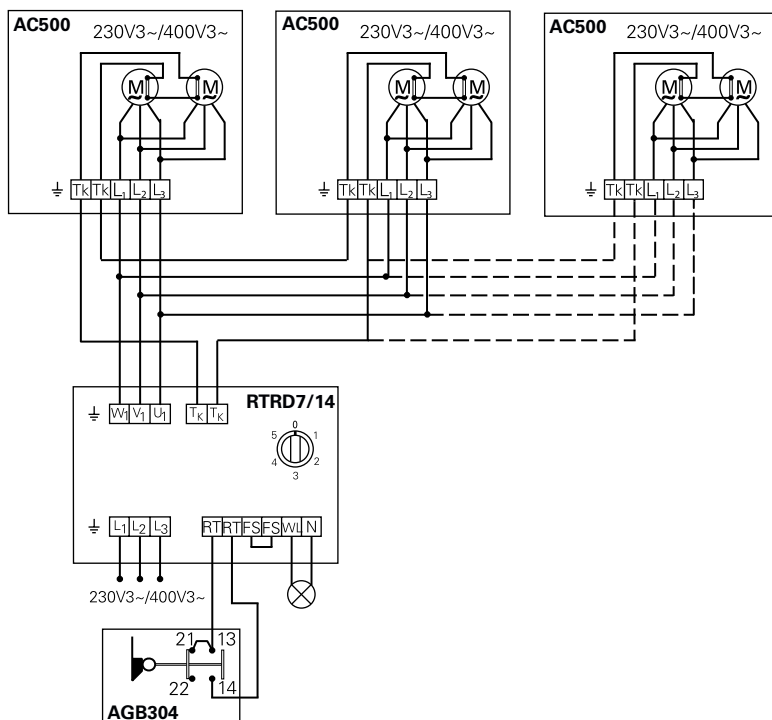 AC500
230V3~/400V3~
M M
Tk Tk L1 L2 L3
AC500
230V3~/400V3~
M M
Tk Tk L1 L2 L3
AC500
230V3~/400V3~
M M
Tk Tk L1 L2 L3
RTRD7/14
W1 V1 U1 TK TK
0
5 1
4 2
3
L1 L2 L3 RT RT FS FS WL N
230V3~/400V3~
21 13
22 14
AGB304